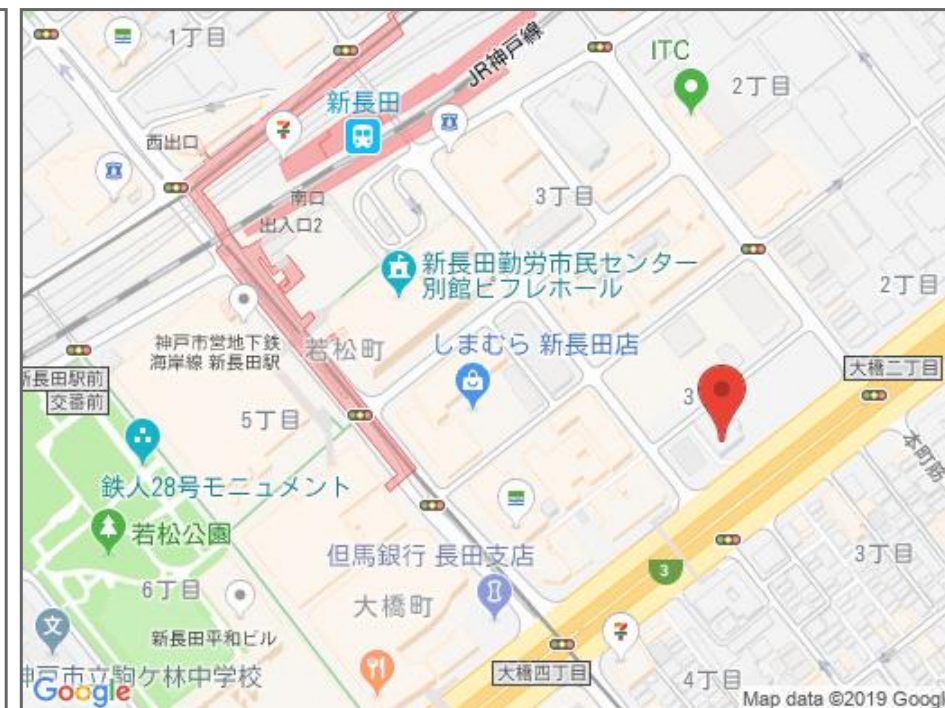 1丁目
JR神戸線
ITC
2丁目
新長田
西出口
南口
出入口2
3丁目
新長田勤労市民センター
別館ピフレホール
2丁目
神戸市営地下鉄
海岸線 新長田駅
若松町
しまむら 新長田店
大橋二丁目
新長田駅前
交番前
3
5丁目
本町筋
鉄人28号モニュメント
若松公園
但馬銀行 長田支店
3
3丁目
6丁目
大橋町
新長田平和ビル
神戸市立駒ケ林中学校
大橋四丁目
4丁目
Google
Map data ©2019 Google